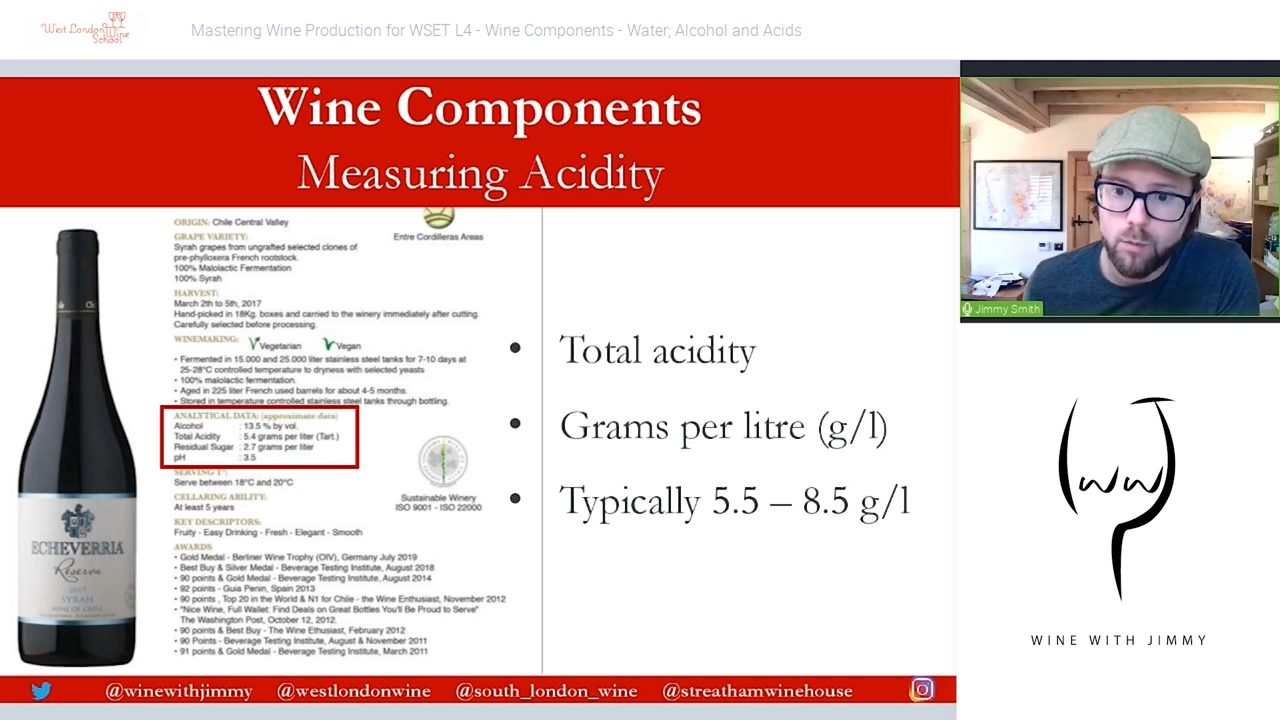 West London Wine
School
Mastering Wine Production for WSET L4 - Wine Components - Water, Alcohol and Acids
Wine Components
Measuring Acidity
ORIGIN: Chile Central Valley
GRAPE VARIETY:
Syrah grapes from ungrafted selected clones of
pre-phylloxera French rootstock.
100% Malolactic Fermentation
100% Syrah
Entre Cordilleras Areas
HARVEST:
March 2th to 5th, 2017
Hand-picked in 18Kg. boxes and carried to the winery immediately after cutting.
Carefully selected before processing.
WINEMAKING: Vegetarian Vegan
• Fermented in 15.000 and 25.000 liter stainless steel tanks for 7-10 days at
25-28°C controlled temperature to dryness with selected yeasts
• 100% malolactic fermentation.
• Aged in 225 liter French used barrels for about 4-5 months.
• Stored in temperature controlled stainless steel tanks through bottling.
ANALYTICAL DATA: (approximate data)
Alcohol : 13.5 % by vol.
Total Acidity : 5.4 grams per liter (Tart.)
Residual Sugar : 2.7 grams per liter
pH : 3.5
SERVING Tº:
Serve between 18°C and 20°C
CELLARING ABILITY:
At least 5 years
Sustainable Winery
ISO 9001 - ISO 22000
KEY DESCRIPTORS:
Fruity - Easy Drinking - Fresh - Elegant - Smooth
AWARDS
• Gold Medal - Berliner Wine Trophy (OIV), Germany July 2019
• Best Buy & Silver Medal - Beverage Testing Institute, August 2018
• 90 points & Gold Medal - Beverage Testing Institute, August 2014
• 92 points - Guia Penin, Spain 2013
• 90 points , Top 20 in the World & N1 for Chile - the Wine Enthusiast, November 2012
• "Nice Wine, Full Wallet: Find Deals on Great Bottles You'll Be Proud to Serve"
The Washington Post, October 12, 2012.
• 90 points & Best Buy - The Wine Ethusiast, February 2012
• 90 Points - Beverage Testing Institute, August & November 2011
• 91 points & Gold Medal - Beverage Testing Institute, March 2011
ECHEVERRIA
Reserva
2017
SYRAH
WINE OF CHILE
• Total acidity
• Grams per litre (g/l)
• Typically 5.5 – 8.5 g/l
@winewithjimmy @westlondonwine @south_london_wine @streathamwinehouse
Jimmy Smith
WWJ
WINE WITH JIMMY